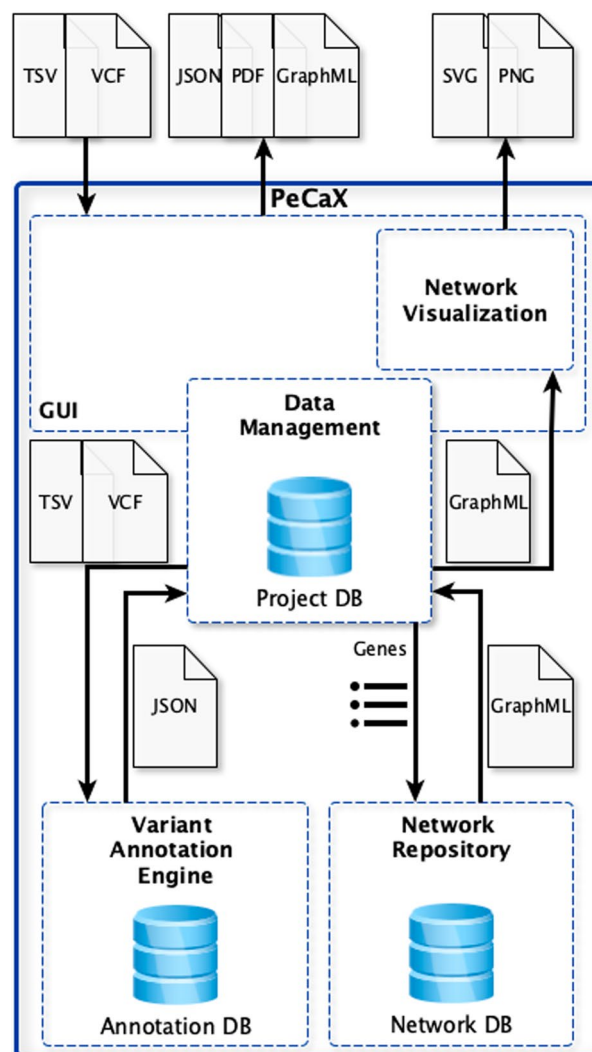 TSV VCF
JSON PDF GraphML
SVG PNG
PeCaX
Network
Visualization
GUI
Data
Management
Project DB
TSV VCF
GraphML
JSON
Genes
GraphML
Variant
Annotation
Engine
Annotation DB
Network
Repository
Network DB